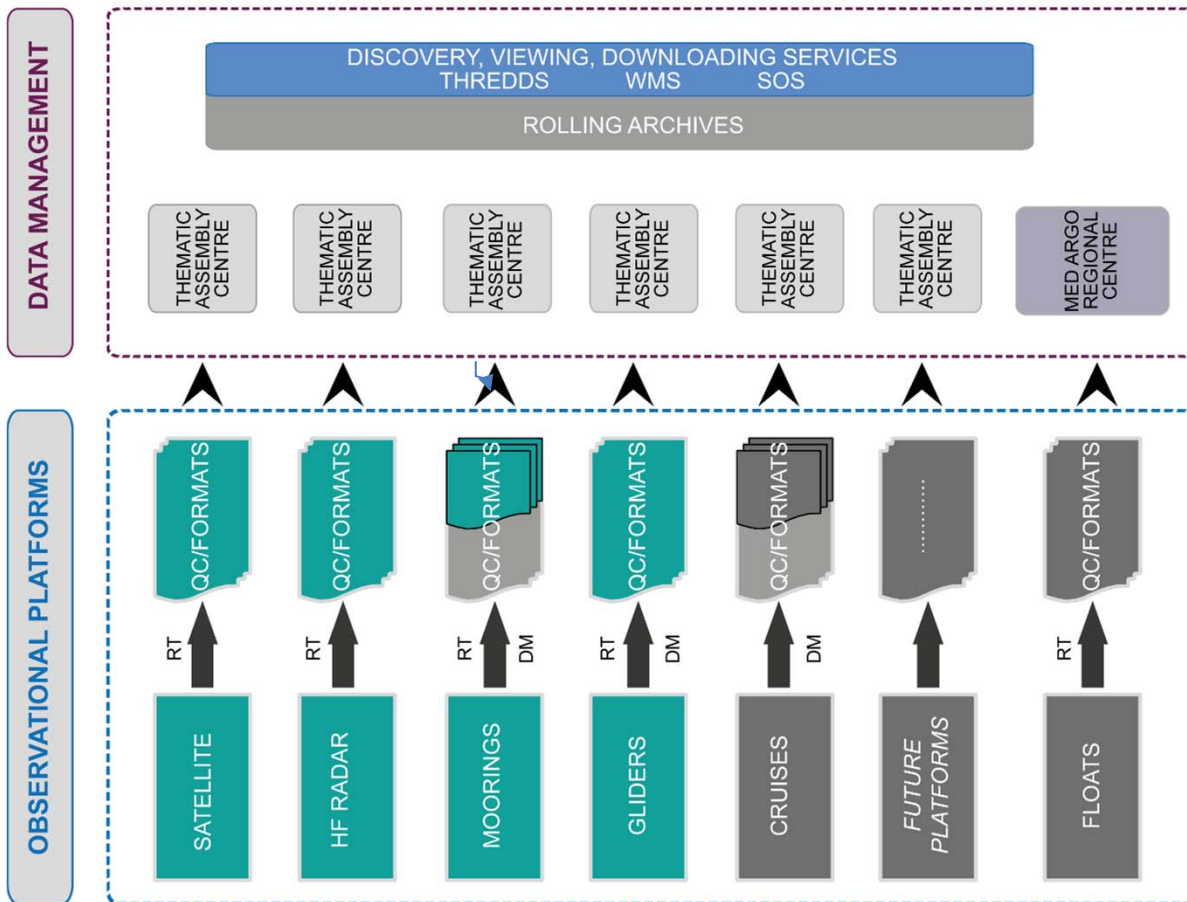 DATA MANAGEMENT
DISCOVERY, VIEWING, DOWNLOADING SERVICES
THREDDS WMS SOS
ROLLING ARCHIVES
THEMATIC
ASSEMBLY
CENTRE
THEMATIC
ASSEMBLY
CENTRE
THEMATIC
ASSEMBLY
CENTRE
THEMATIC
ASSEMBLY
CENTRE
THEMATIC
ASSEMBLY
CENTRE
THEMATIC
ASSEMBLY
CENTRE
MED ARGO
REGIONAL
CENTRE
OBSERVATIONAL PLATFORMS
QC/FORMATS
QC/FORMATS
QC/FORMATS
QC/FORMATS
QC/FORMATS
............
QC/FORMATS
RT
RT
RT
DM
RT
DM
DM
RT
SATELLITE
HF RADAR
MOORINGS
GLIDERS
CRUISES
FUTURE
PLATFORMS
FLOATS